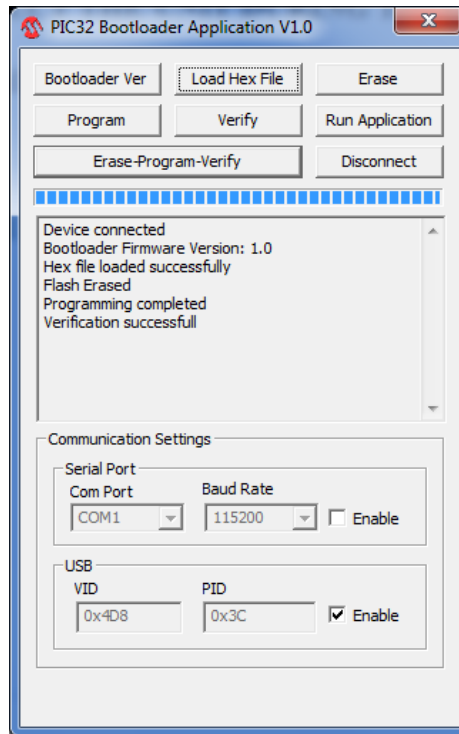 PIC32 Bootloader Application V1.0
Bootloader Ver Load Hex File Erase
Program Verify Run Application
Erase-Program-Verify Disconnect
Device connected
Bootloader Firmware Version: 1.0
Hex file loaded successfully
Flash Erased
Programming completed
Verification successfull
Communication Settings
Serial Port
Com Port Baud Rate
COM1 115200 Enable
USB
VID PID
0x4D8 0x3C Enable